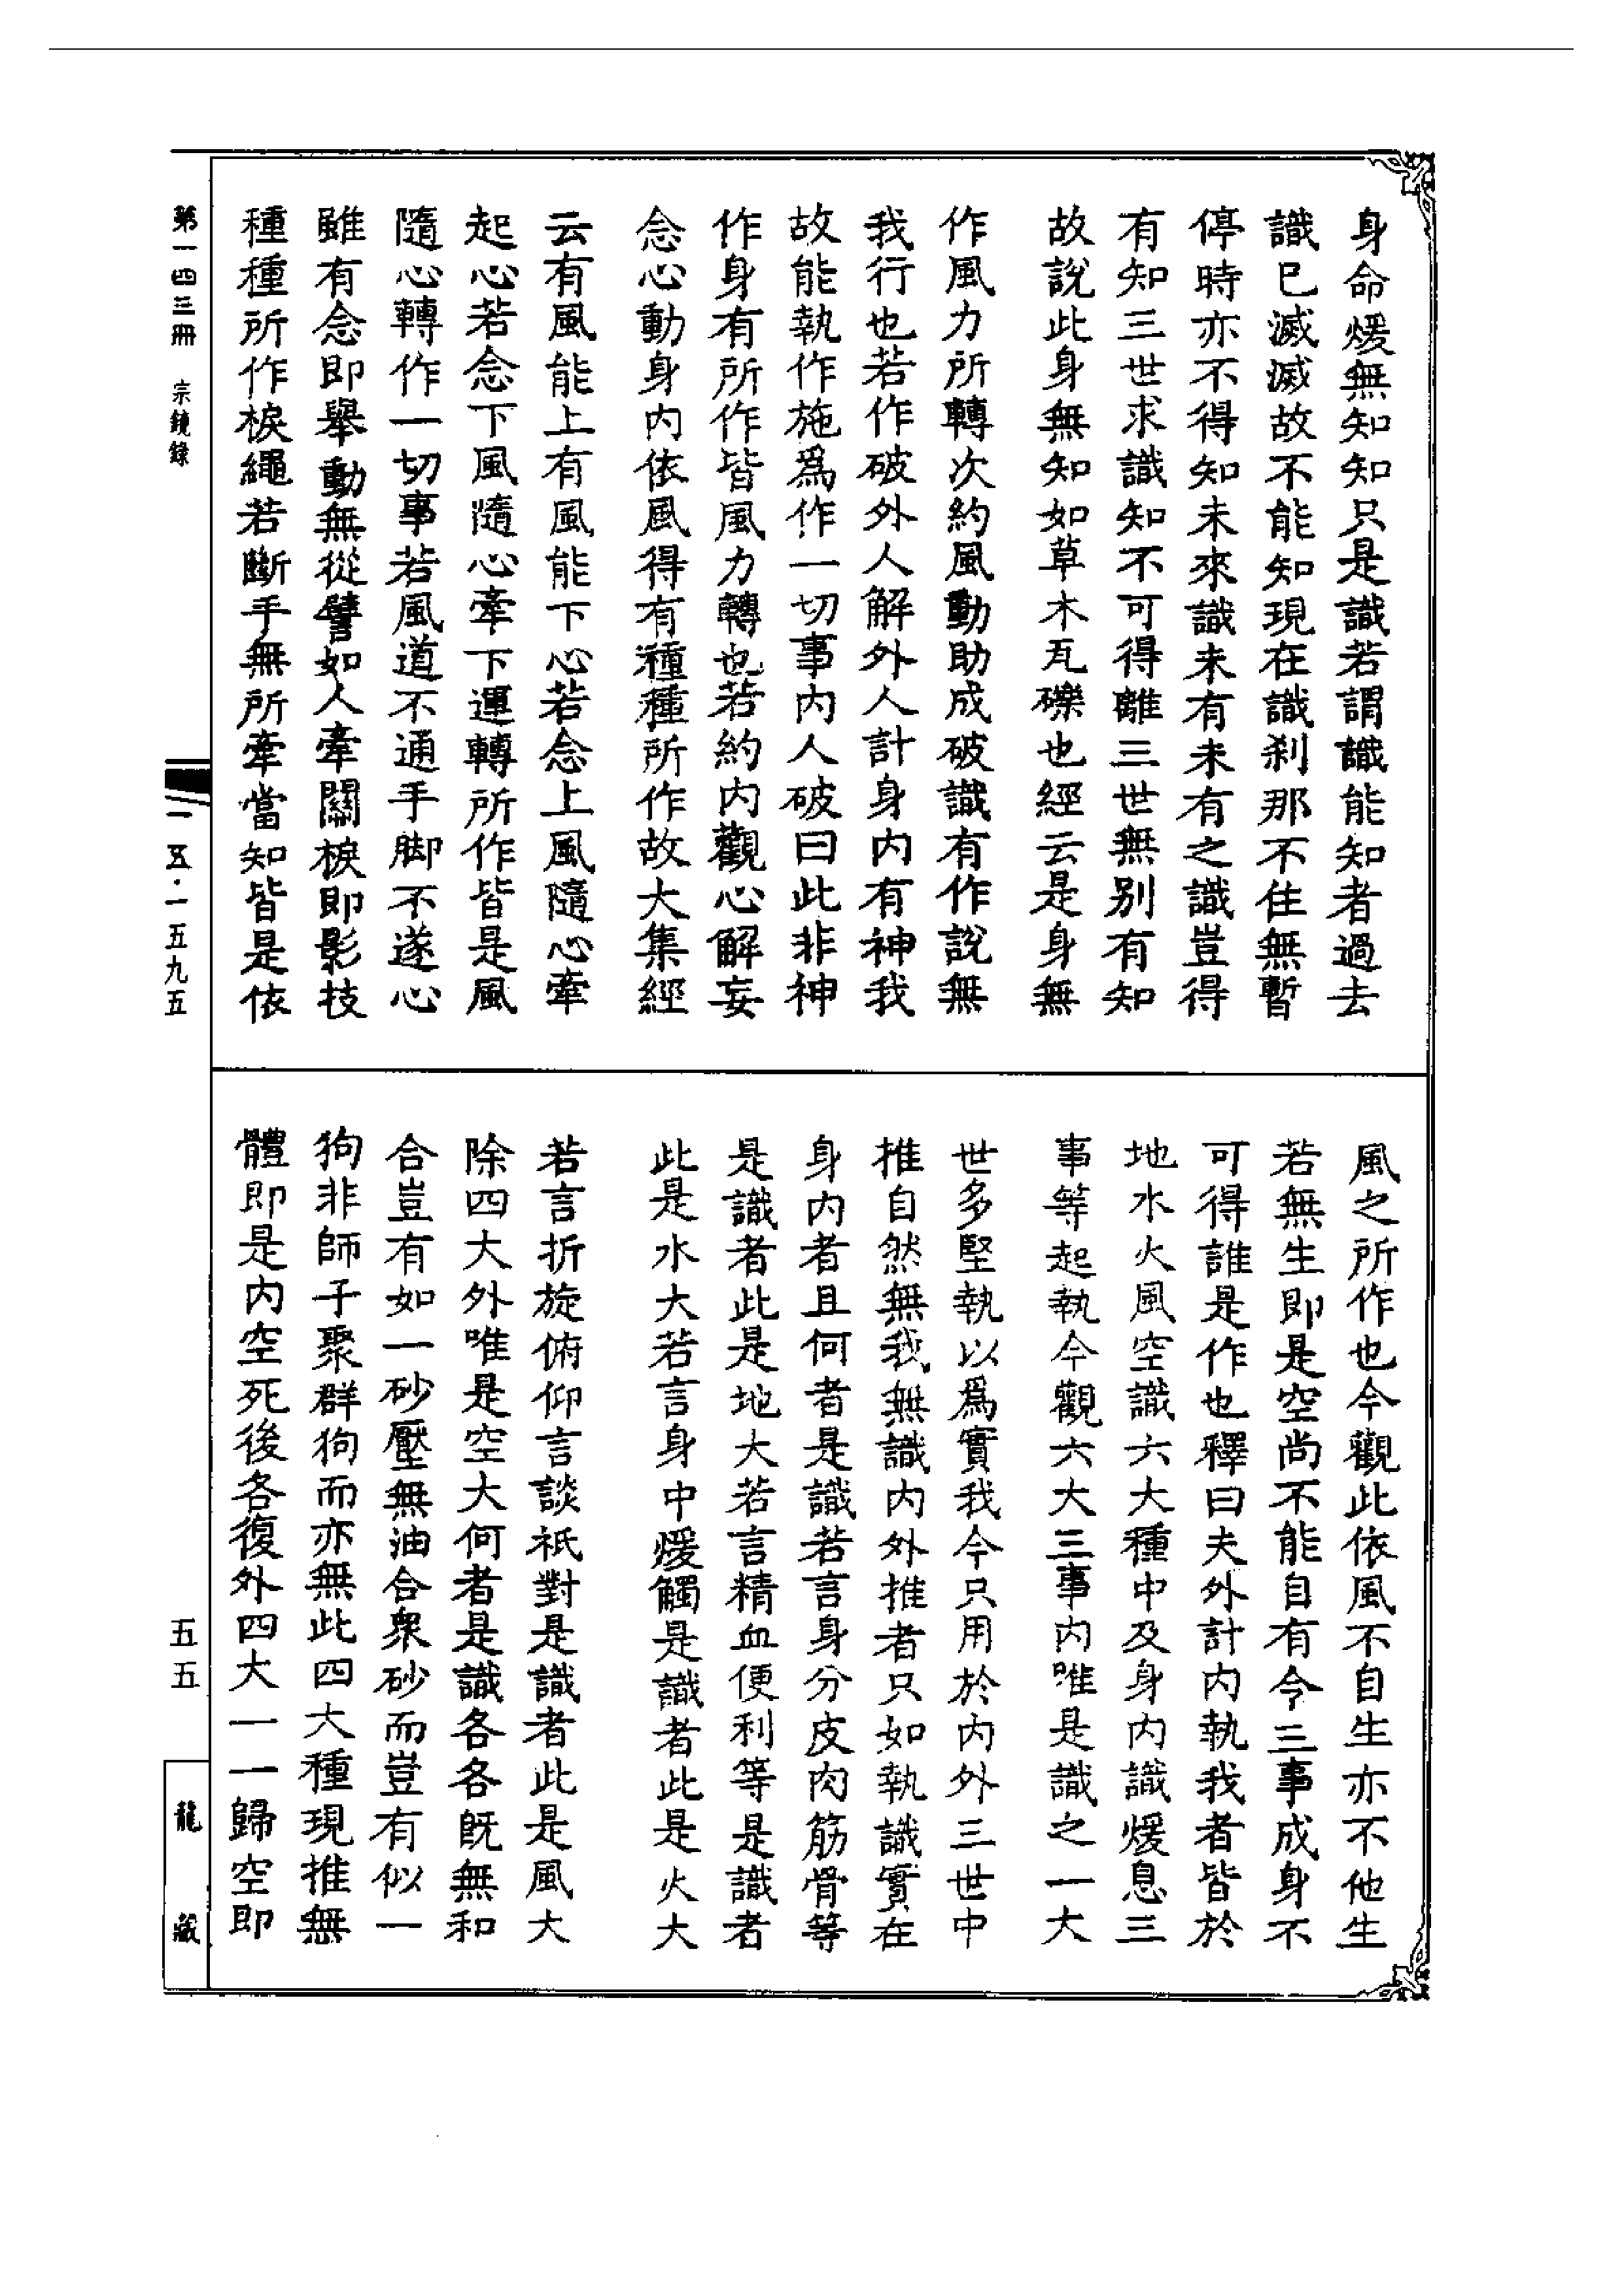 身命煖無知知只是識若謂識能知者過去
識已滅滅故不能知現在識刹那不住無暫
停時亦不得知未來識未有未有之識豈得
有知三世求識知不可得離三世無別有知
故說此身無知如草木瓦礫也經云是身無
作風力所轉次約風動助成破識有作說無
我行也若作破外人解外人計身內有神我
故能執作施爲作一切事內人破曰此非神
作身有所作皆風力轉也若約內觀心解妄
念心動身內依風得有種種所作故大集經
云有風能上有風能下心若念上風隨心牽
起心若念下風隨心牽下運轉所作皆是風
隨心轉作一切事若風道不通手脚不遂心
雖有念即舉動無從譬如人牽關棙即影技
種種所作棙繩若斷手無所牽當知皆是依
風之所作也今觀此依風不自生亦不他生
若無生即是空尚不能自有今三事成身不
可得誰是作也釋曰夫外計內執我者皆於
地水火風空識六大種中及身內識煖息三
事等起執今觀六大三事內唯是識之一大
世多堅執以爲實我今只用於內外三世中
推自然無我無識內外推者只如執識實在
身內者且何者是識若言身分皮肉筋骨等
是識者此是地大若言精血便利等是識者
此是水大若言身中煖觸是識者此是火大
若言折旋俯仰言談祇對是識者此是風大
除四大外唯是空大何者是識各各旣無和
合豈有如一砂壓無油合衆砂而豈有似一
狗非師子聚群狗而亦無此四大種現推無
體即是內空死後各復外四大一一歸空即
第一四三冊 宗鏡錄
一五·一五九五
五五
龍藏